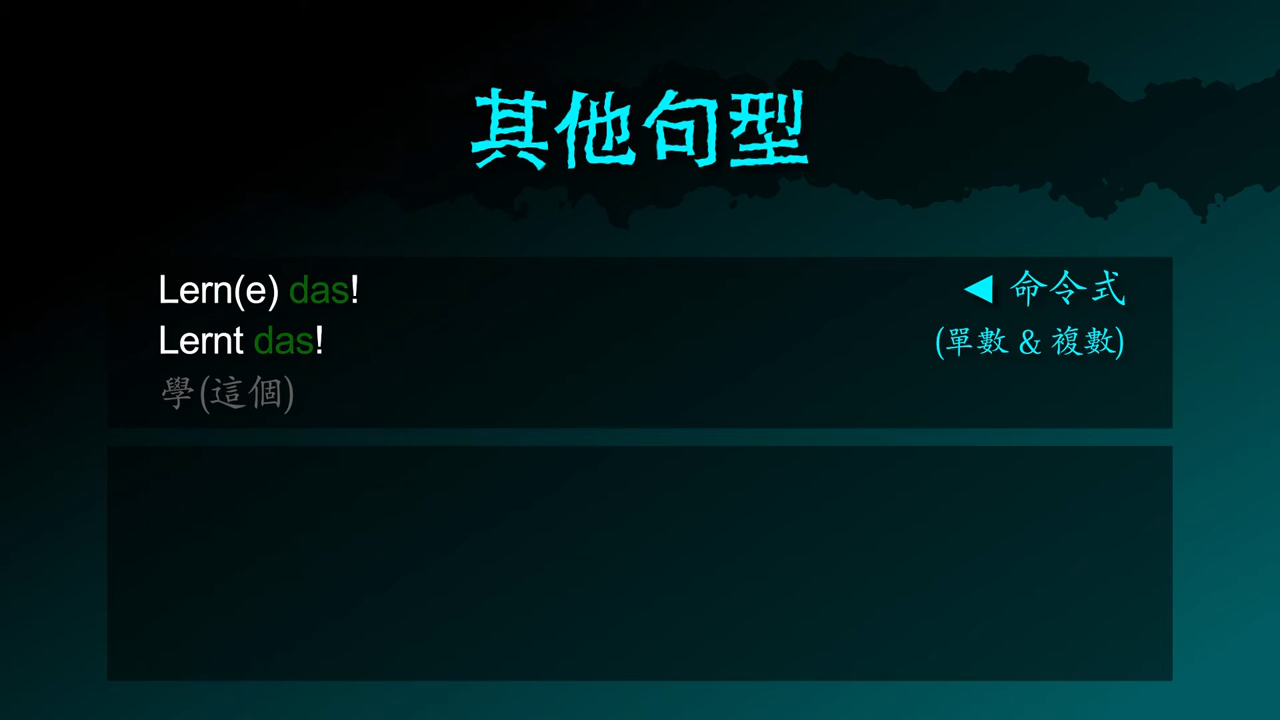 其他句型
Lern(e) das!
◀ 命令式
Lernt das!
(單數 & 複數)
學(這個)